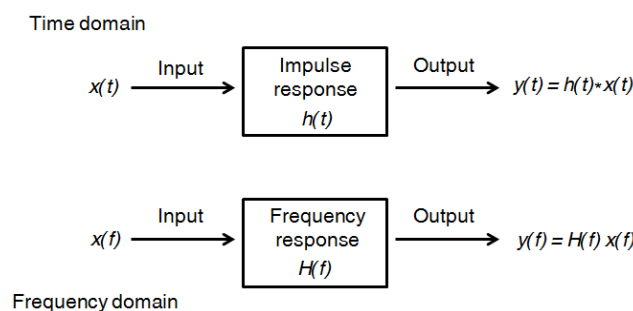 Time domain
Input
Impulse
Output
x(t)
response
y(t) = h(t)*x(t)
h(t)
Input
Frequency
Output
x(f)
response
y(f) = H(f) x(f)
H(f)
Frequency domain